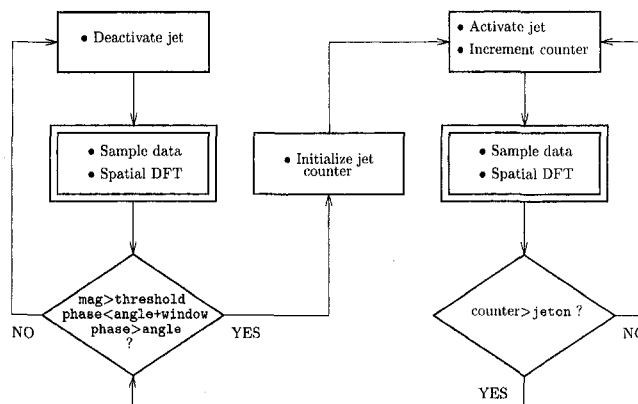 • Deactivate jet
• Sample data
• Spatial DFT
mag>threshold
phase<angle+window
phase>angle
?
NO
YES
• Initialize jet
counter
• Activate jet
• Increment counter
• Sample data
• Spatial DFT
counter>jeton ?
NO
YES